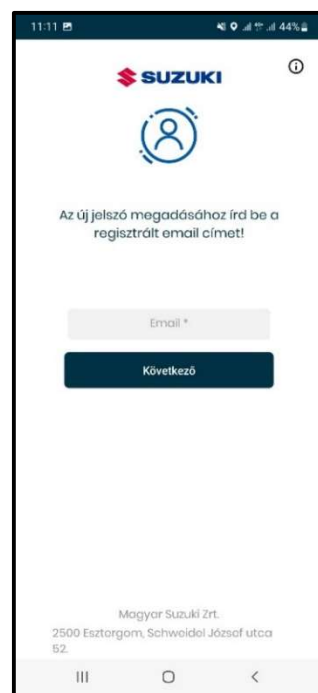 11:11 44%
SUZUKI
Az új jelszó megadásához írd be a
regisztrált email címet!
Email *
Következő
Magyar Suzuki Zrt.
2500 Esztorgom, Schweidel József utca
52.